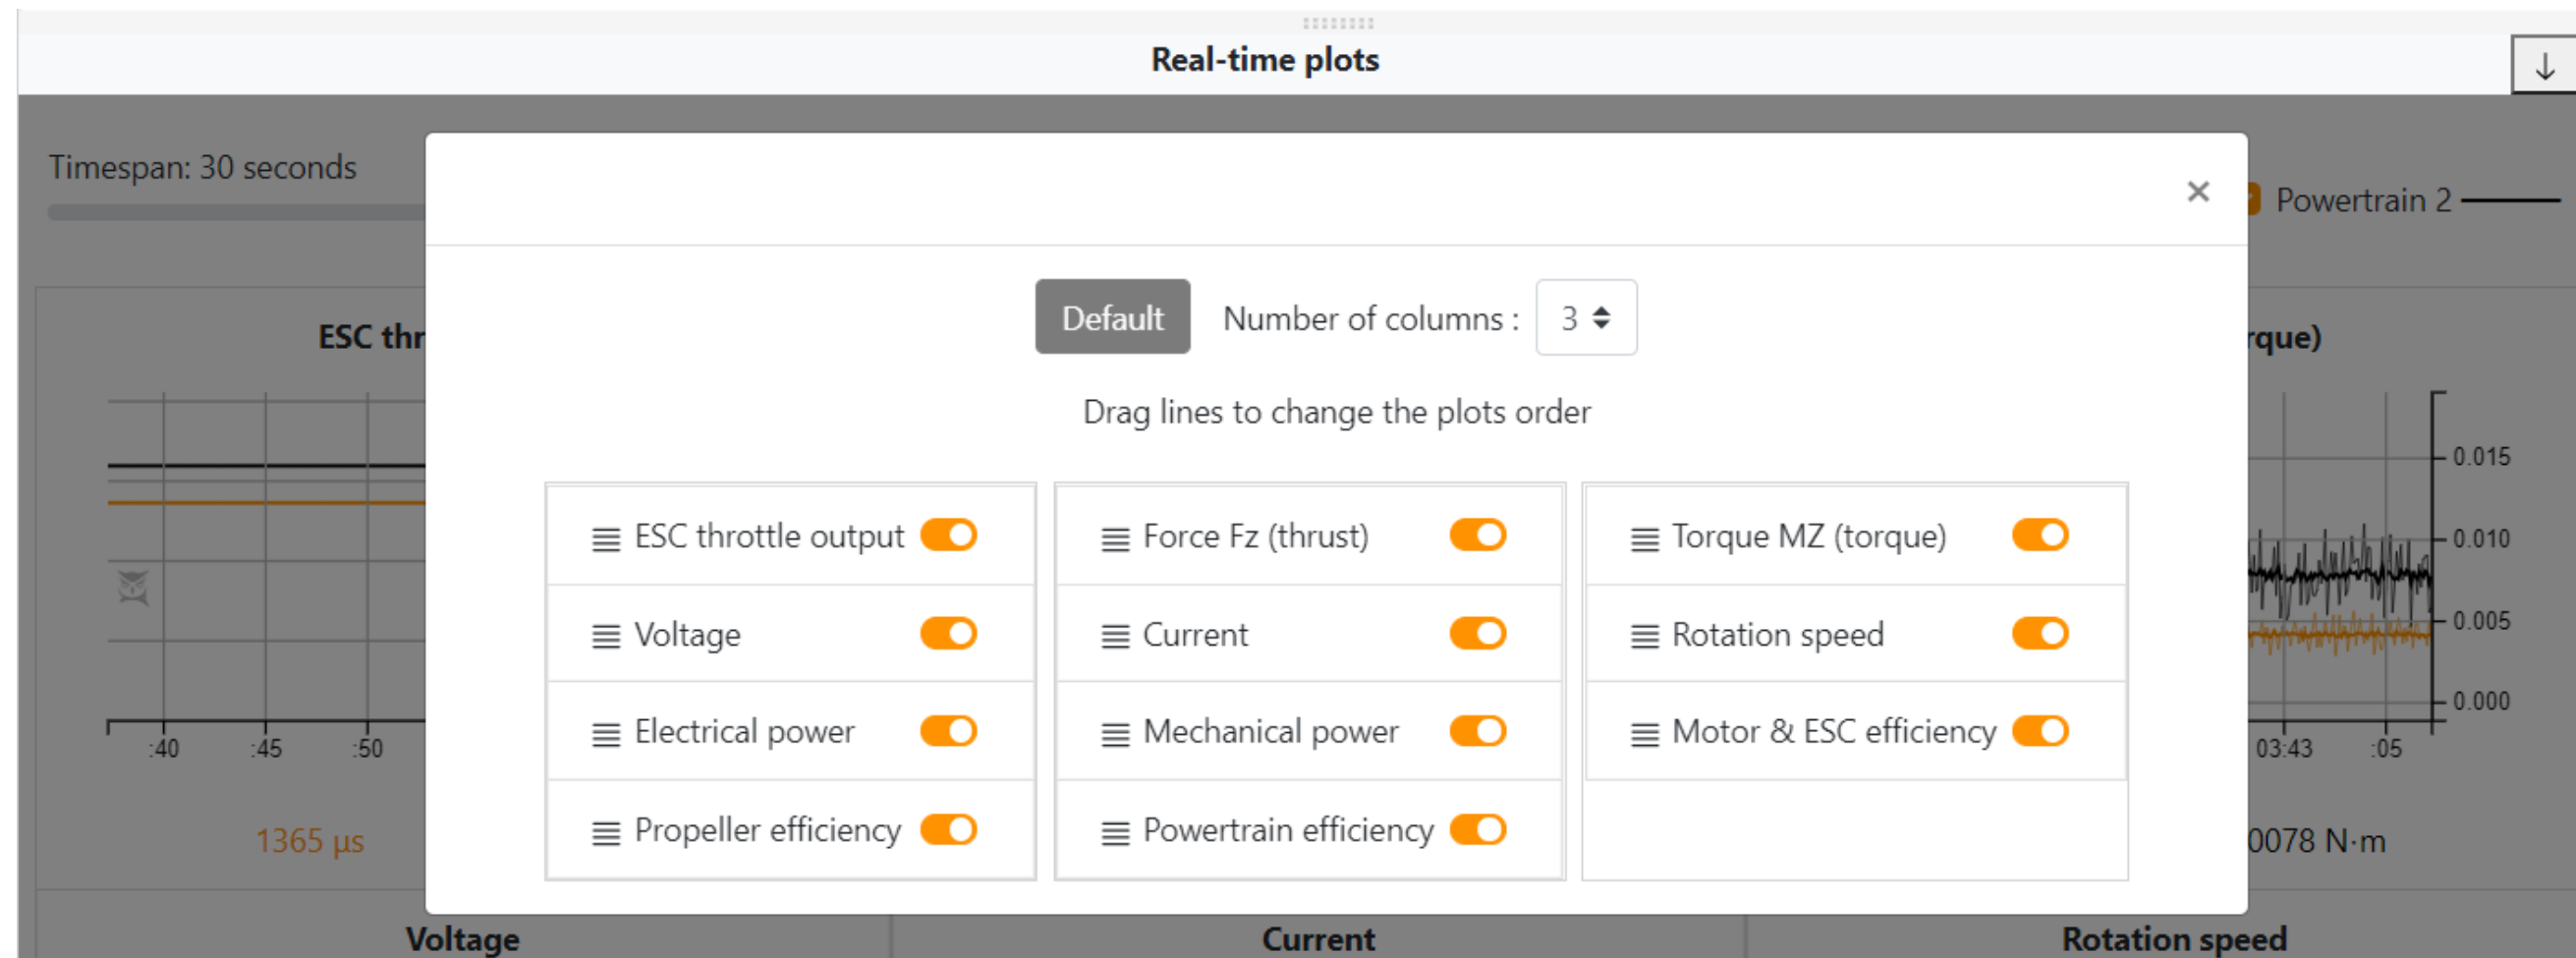 Real-time plots
Timespan: 30 seconds
Powertrain 2
Default Number of columns : 3
Drag lines to change the plots order
ESC thr
rque)
ESC throttle output Force Fz (thrust) Torque MZ (torque)
Voltage Current Rotation speed
Electrical power Mechanical power Motor & ESC efficiency
Propeller efficiency Powertrain efficiency
0.015
0.010
0.005
0.000
:40 :45 :50
03:43 :05
1365 µs
0078 N·m
Voltage Current Rotation speed